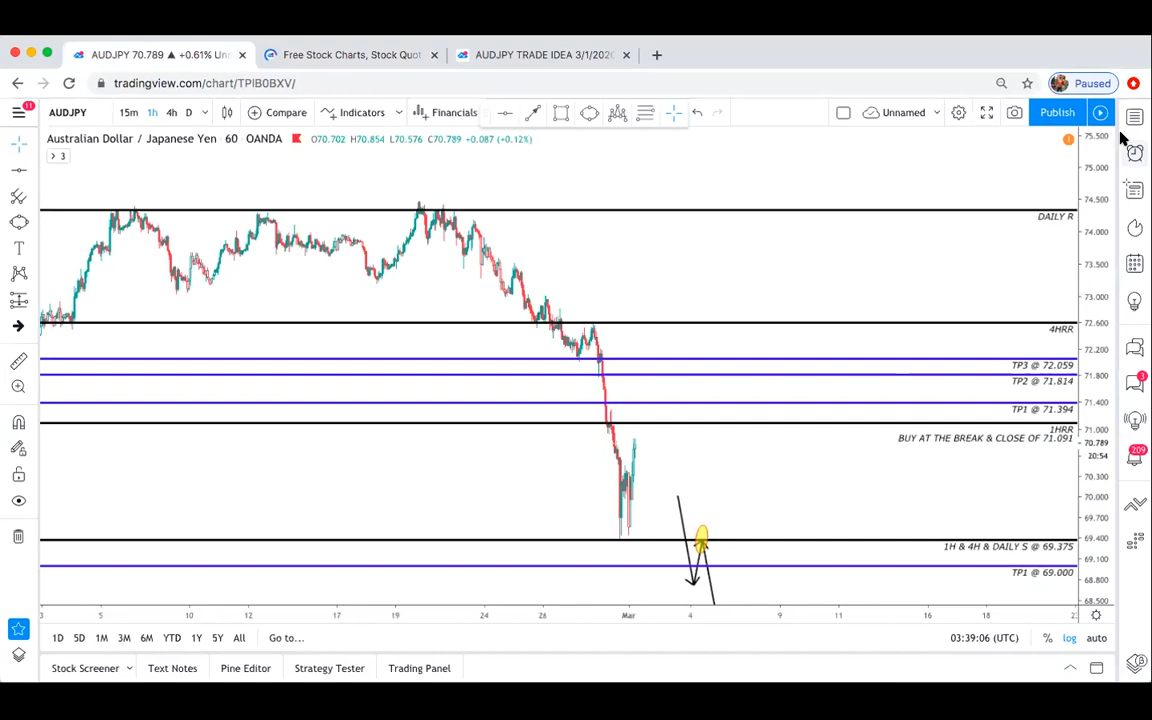 AUDJPY 70.789 ▲ +0.61% Un
Free Stock Charts, Stock Quot
AUDJPY TRADE IDEA 3/1/202
tradingview.com/chart/TPIB0BXV/
Paused
11
AUDJPY
15m 1h 4h D
Compare
Indicators
Financials
Unnamed
Publish
Australian Dollar / Japanese Yen 60 OANDA O70.702 H70.854 L70.576 C70.789 +0.087 (+0.12%)
3
75.500
75.000
74.500
DAILY R
74.000
73.500
73.000
72.600
4HRR
72.200
TP3 @ 72.059
71.800
TP2 @ 71.814
3
71.400
TP1 @ 71.394
71.000
1HRR
BUY AT THE BREAK & CLOSE OF 71.091
70.789
209
20:54
70.300
70.000
69.700
69.400
1H & 4H & DAILY S @ 69.375
69.100
TP1 @ 69.000
68.800
68.500
3 5 10 12 17 19 24 26 Mar 4 9 11 16 18 23
1D 5D 1M 3M 6M YTD 1Y 5Y All Go to...
03:39:06 (UTC) % log auto
Stock Screener Text Notes Pine Editor Strategy Tester Trading Panel